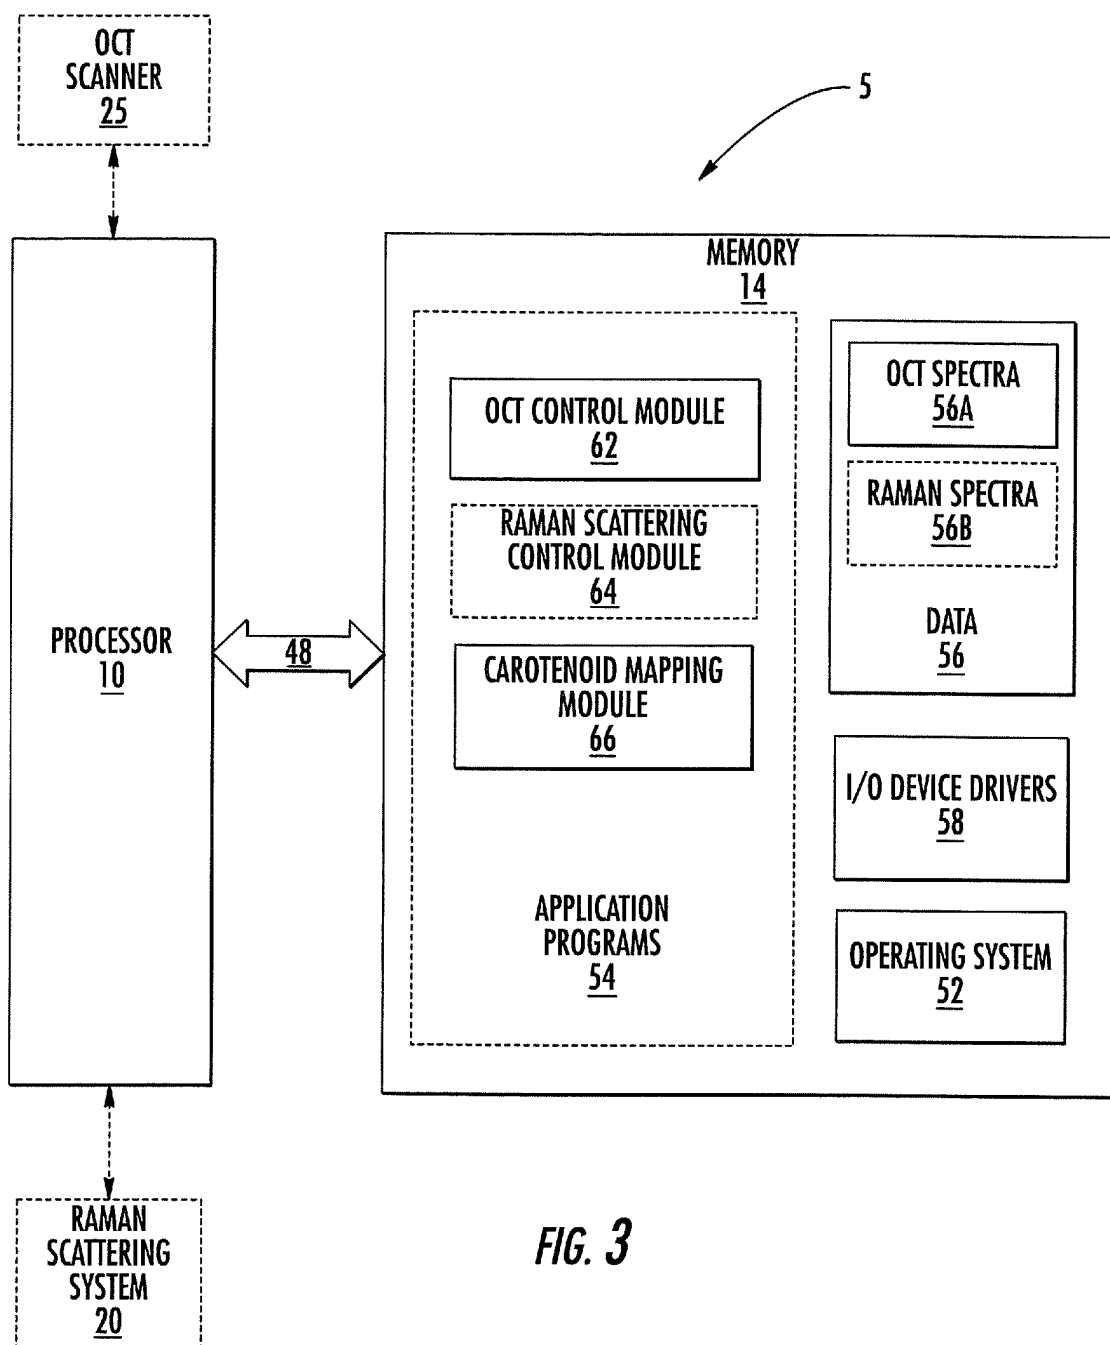 OCT
SCANNER
25
5
MEMORY
14
OCT CONTROL MODULE
62
RAMAN SCATTERING
CONTROL MODULE
64
CAROTENOID MAPPING
MODULE
66
APPLICATION
PROGRAMS
54
OCT SPECTRA
56A
RAMAN SPECTRA
56B
DATA
56
I/O DEVICE DRIVERS
58
OPERATING SYSTEM
52
PROCESSOR
10
48
RAMAN
SCATTERING
SYSTEM
20
FIG. 3